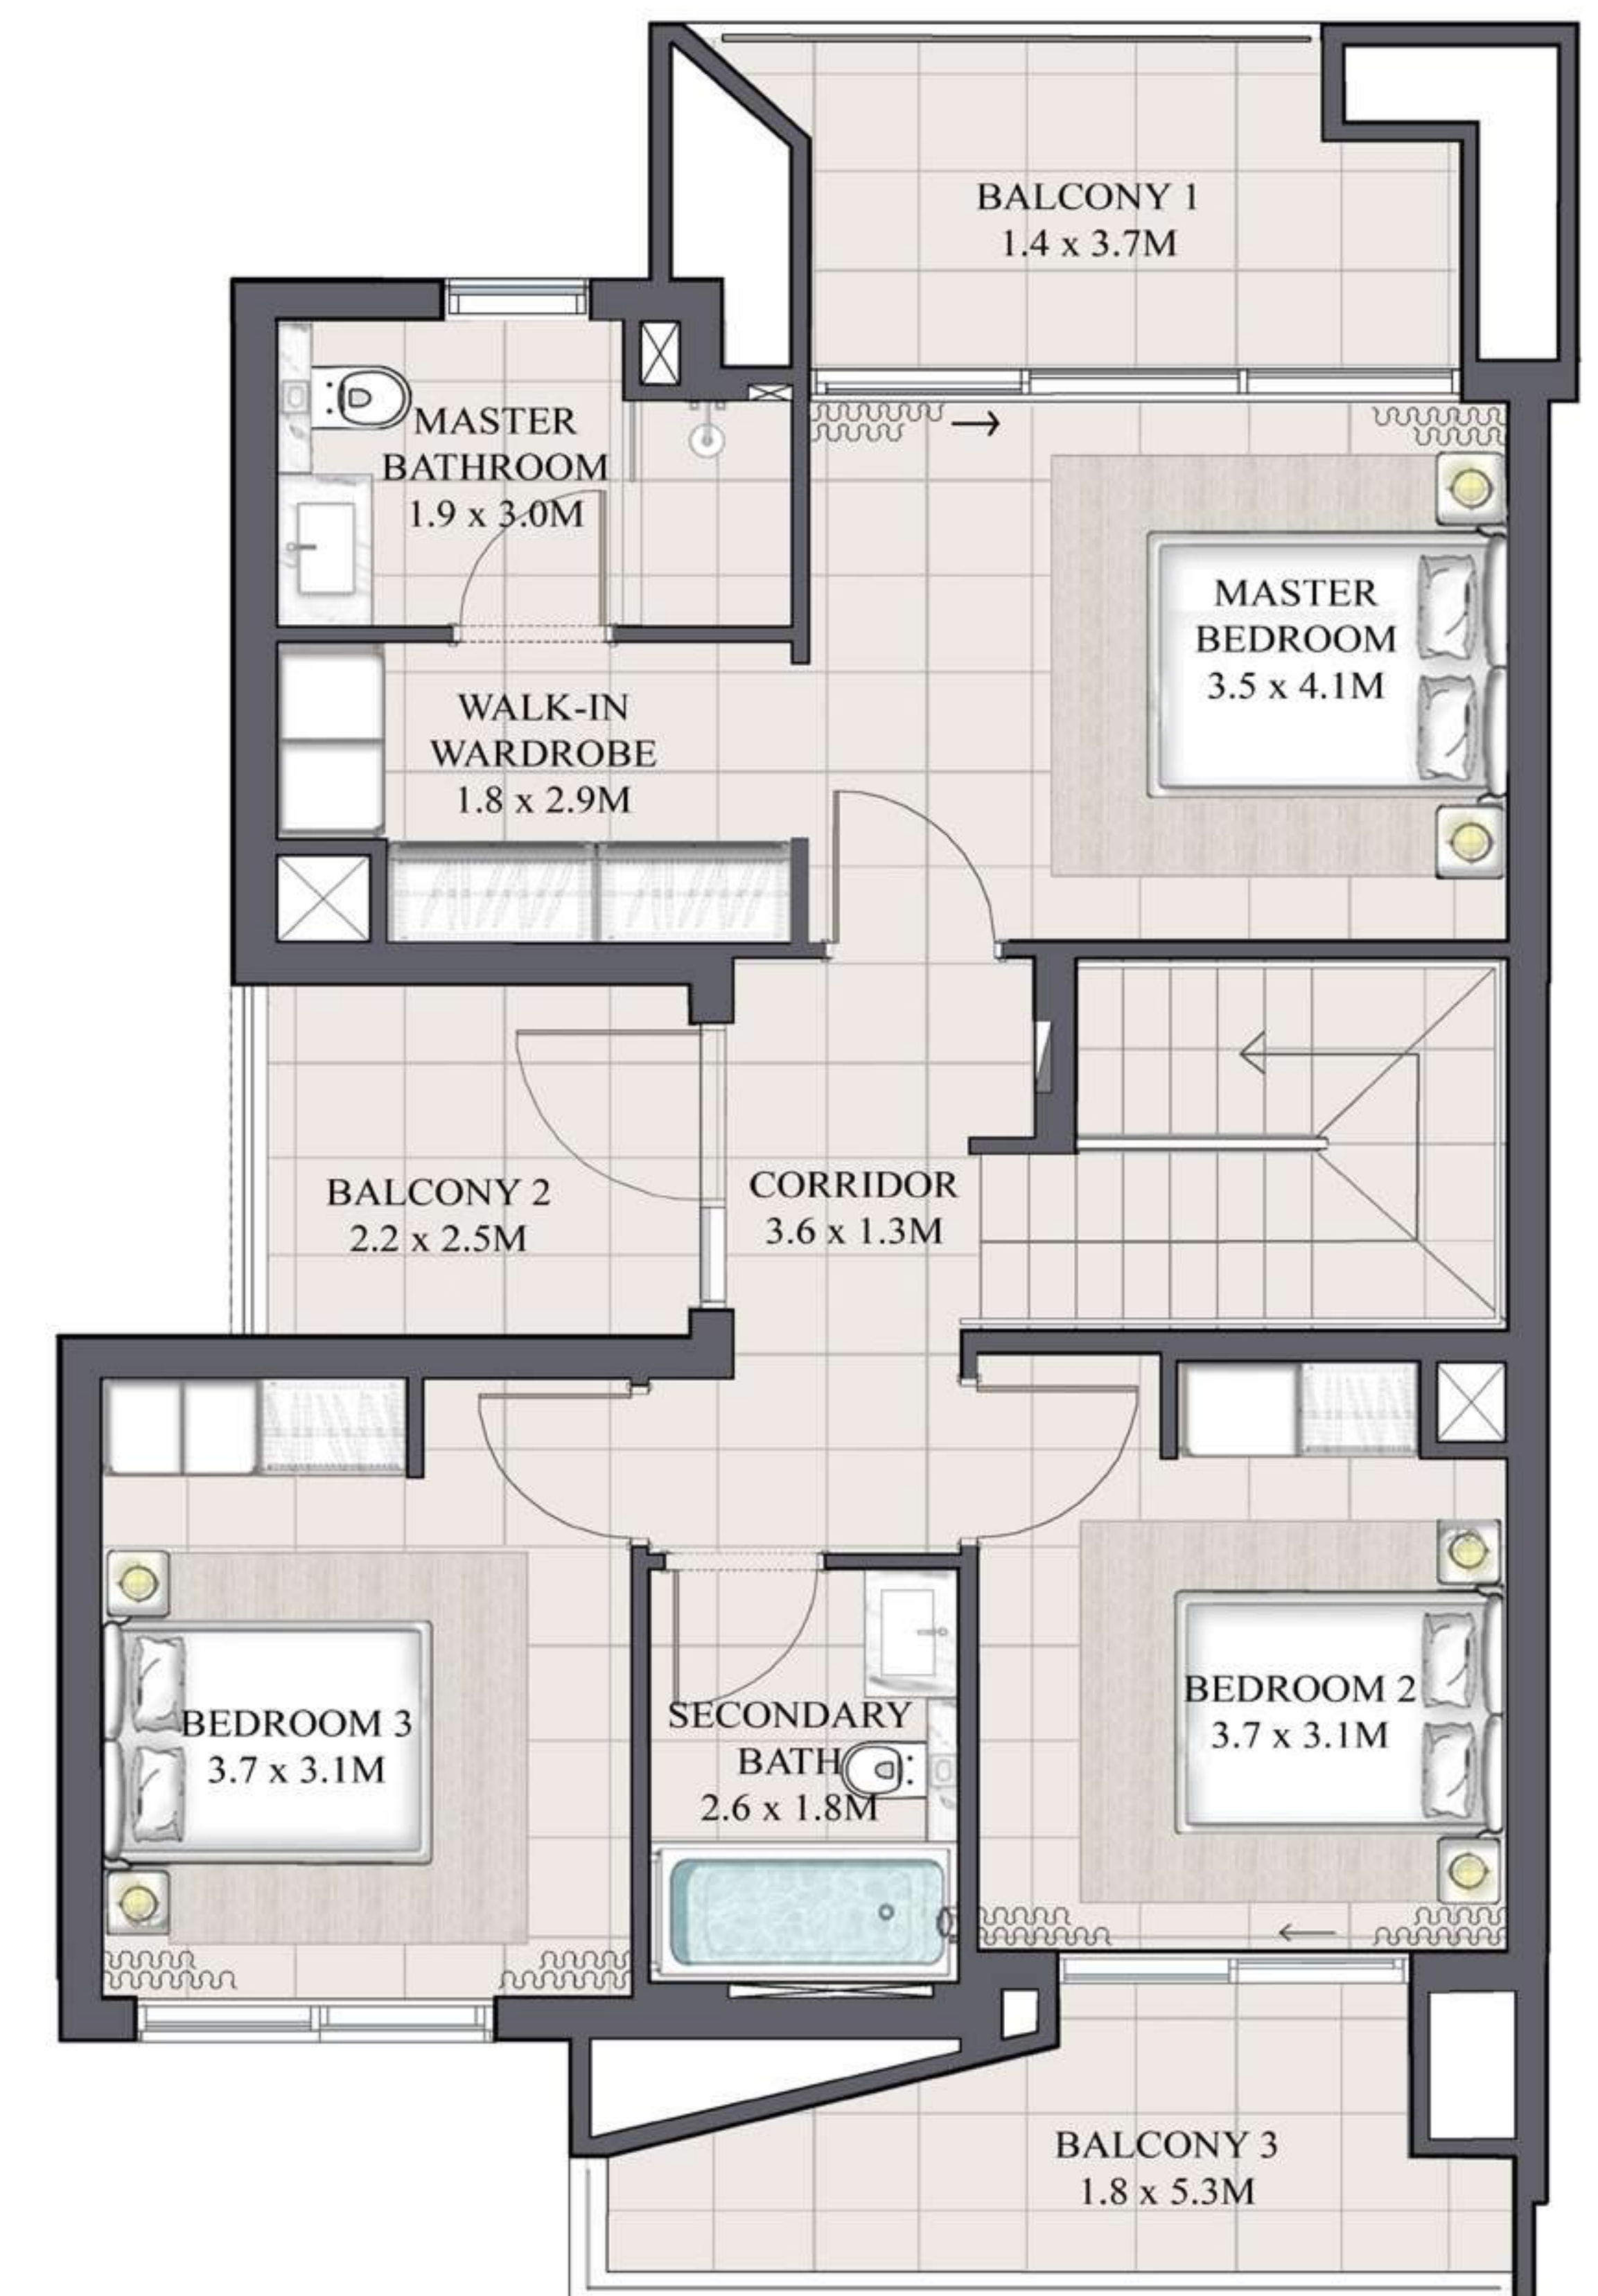 BALCONY 1
1.4 x 3.7M
MASTER
BATHROOM
1.9 x 3.0M
MASTER
BEDROOM
3.5 x 4.1M
WALK-IN
WARDROBE
1.8 x 2.9M
BALCONY 2
2.2 x 2.5M
CORRIDOR
3.6 x 1.3M
BEDROOM 3
3.7 x 3.1M
SECONDARY
BATH
2.6 x 1.8M
BEDROOM 2
3.7 x 3.1M
BALCONY 3
1.8 x 5.3M